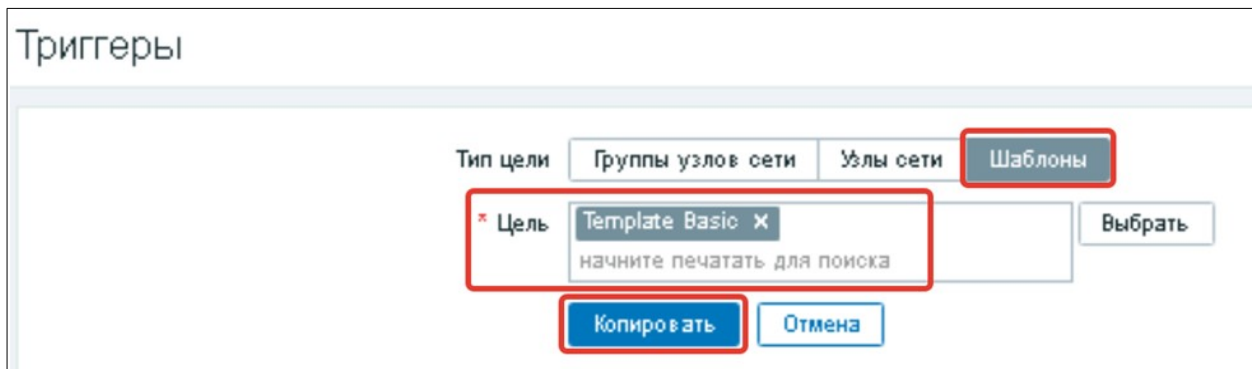 Триггеры
Тип цели Группы узлов сети Узлы сети Шаблоны
* Цель Template Basic × Выбрать
начните печатать для поиска
Копировать Отмена